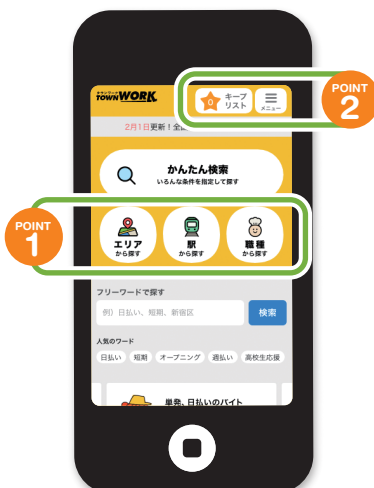 タウンワーク
TOWNWORK
0
キープ
リスト
メニュー
POINT
2
2月1日更新！全国
かんたん検索
いろんな条件を指定して探す
POINT
1
エリア
から探す
駅
から探す
職種
から探す
フリーワードで探す
例）日払い、短期、新宿区
検索
人気のワード
日払い
短期
オープニング
週払い
高校生応援
単発、日払いのバイト